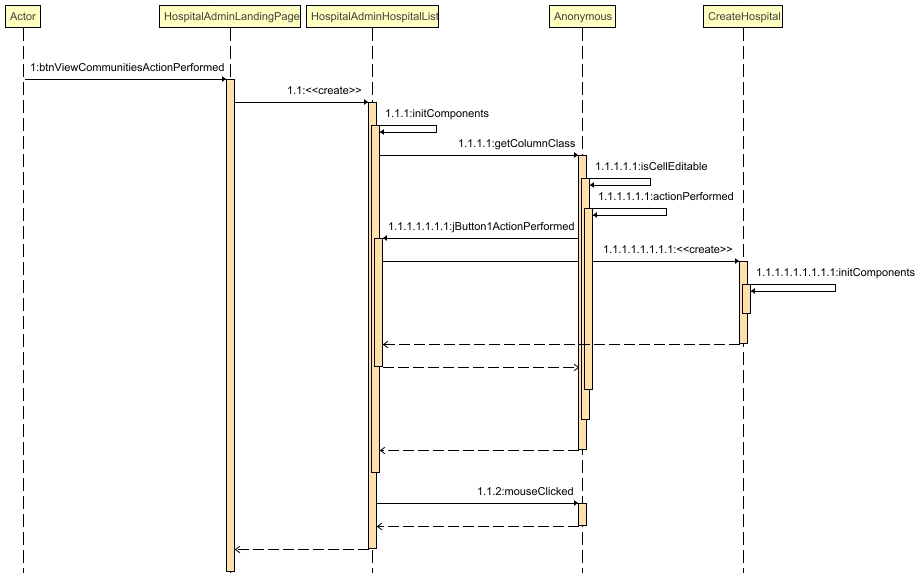 Actor
HospitalAdminLandingPage
HospitalAdminHospitalList
Anonymous
CreateHospital
1:btnViewCommunitiesActionPerformed
1.1:<<create>>
1.1.1:initComponents
1.1.1.1:getColumnClass
1.1.1.1.1:isCellEditable
1.1.1.1.1.1:actionPerformed
1.1.1.1.1.1.1:jButton1ActionPerformed
1.1.1.1.1.1.1.1:<<create>>
1.1.1.1.1.1.1.1.1:initComponents
1.1.2:mouseClicked